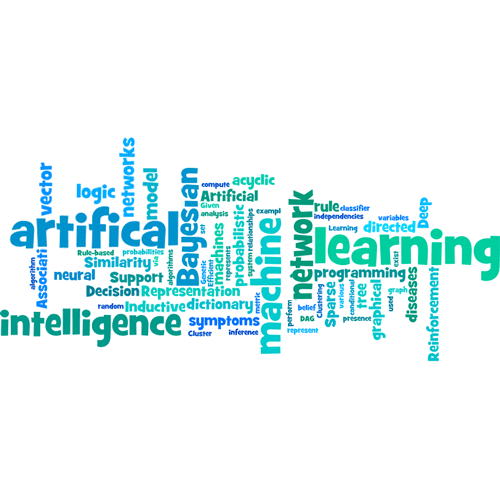 vector
networks
model
logic
compute
acyclic
Artificial
Given
analysis
exampl
artifical
Bayesian
set
machines
represents
probabilistic
system
relationships
network
rule
classifier
independencies
variables
Learning
directed
Deep
learning
exist
Associati
algorithm
Rule-based
probabilities
Similarity
via
algorithms
neural
Support
Genetic
Efficient
Decision
Representation
metric
random
Inductive
dictionary
intelligence
symptoms
Cluster
inference
machine
programming
perform
Clustering
belief
DAG
represent
Sparse
various
conditional
presence
tree
graphical
used
graph
diseases
Reinforcement